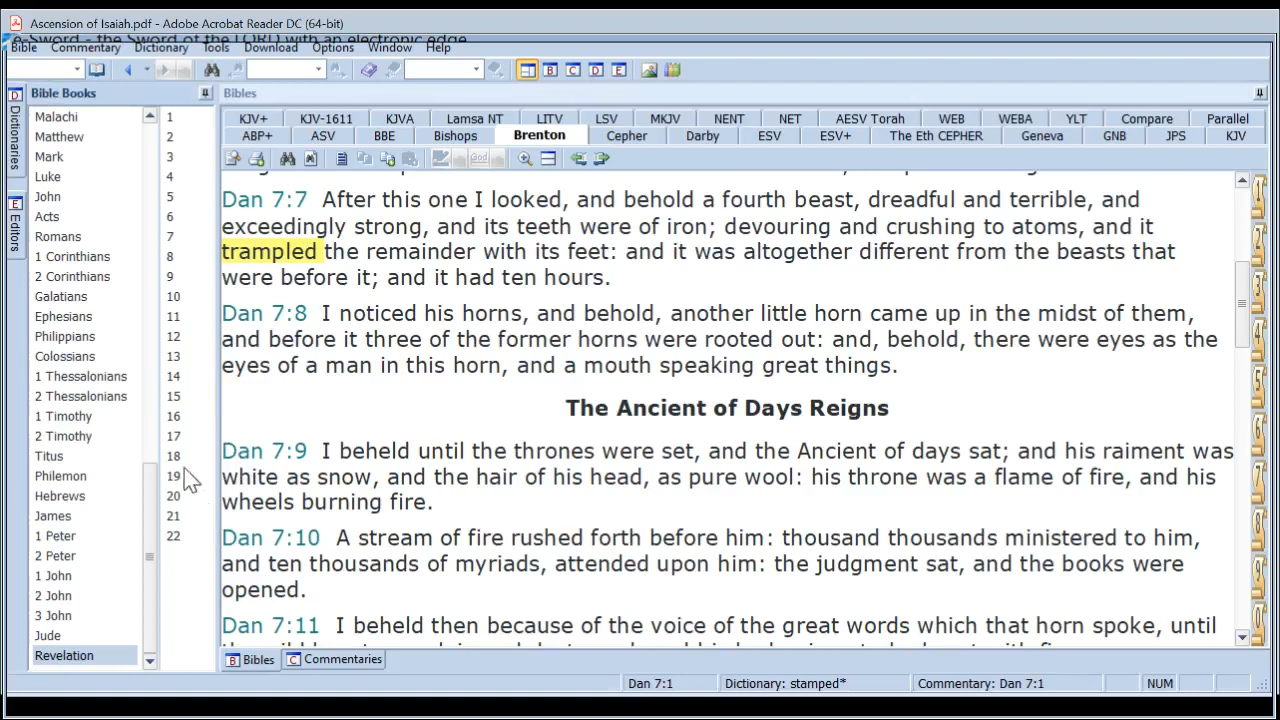 Ascension of Isaiah.pdf - Adobe Acrobat Reader DC (64-bit)
e-Sword - the Sword of the LORD with an electronic edge
Bible Commentary Dictionary Tools Download Options Window Help
Bible Books
Bibles
Dictionaries
Editors
Malachi
Matthew
Mark
Luke
John
Acts
Romans
1 Corinthians
2 Corinthians
Galatians
Ephesians
Philippians
Colossians
1 Thessalonians
2 Thessalonians
1 Timothy
2 Timothy
Titus
Philemon
Hebrews
James
1 Peter
2 Peter
1 John
2 John
3 John
Jude
Revelation
1
2
3
4
5
6
7
8
9
10
11
12
13
14
15
16
17
18
19
20
21
22
KJV+ KJV-1611 KJVA Lamsa NT LITV LSV MKJV NENT NET AESV Torah WEB WEBA YLT Compare Parallel
ABP+ ASV BBE Bishops Brenton Cepher Darby ESV ESV+ The Eth CEPHER Geneva GNB JPS KJV
Dan 7:7 After this one I looked, and behold a fourth beast, dreadful and terrible, and
exceedingly strong, and its teeth were of iron; devouring and crushing to atoms, and it
trampled the remainder with its feet: and it was altogether different from the beasts that
were before it; and it had ten hours.
Dan 7:8 I noticed his horns, and behold, another little horn came up in the midst of them,
and before it three of the former horns were rooted out: and, behold, there were eyes as the
eyes of a man in this horn, and a mouth speaking great things.
The Ancient of Days Reigns
Dan 7:9 I beheld until the thrones were set, and the Ancient of days sat; and his raiment was
white as snow, and the hair of his head, as pure wool: his throne was a flame of fire, and his
wheels burning fire.
Dan 7:10 A stream of fire rushed forth before him: thousand thousands ministered to him,
and ten thousands of myriads, attended upon him: the judgment sat, and the books were
opened.
Dan 7:11 I beheld then because of the voice of the great words which that horn spoke, until
Bibles Commentaries
Dan 7:1 Dictionary: stamped* Commentary: Dan 7:1 NUM